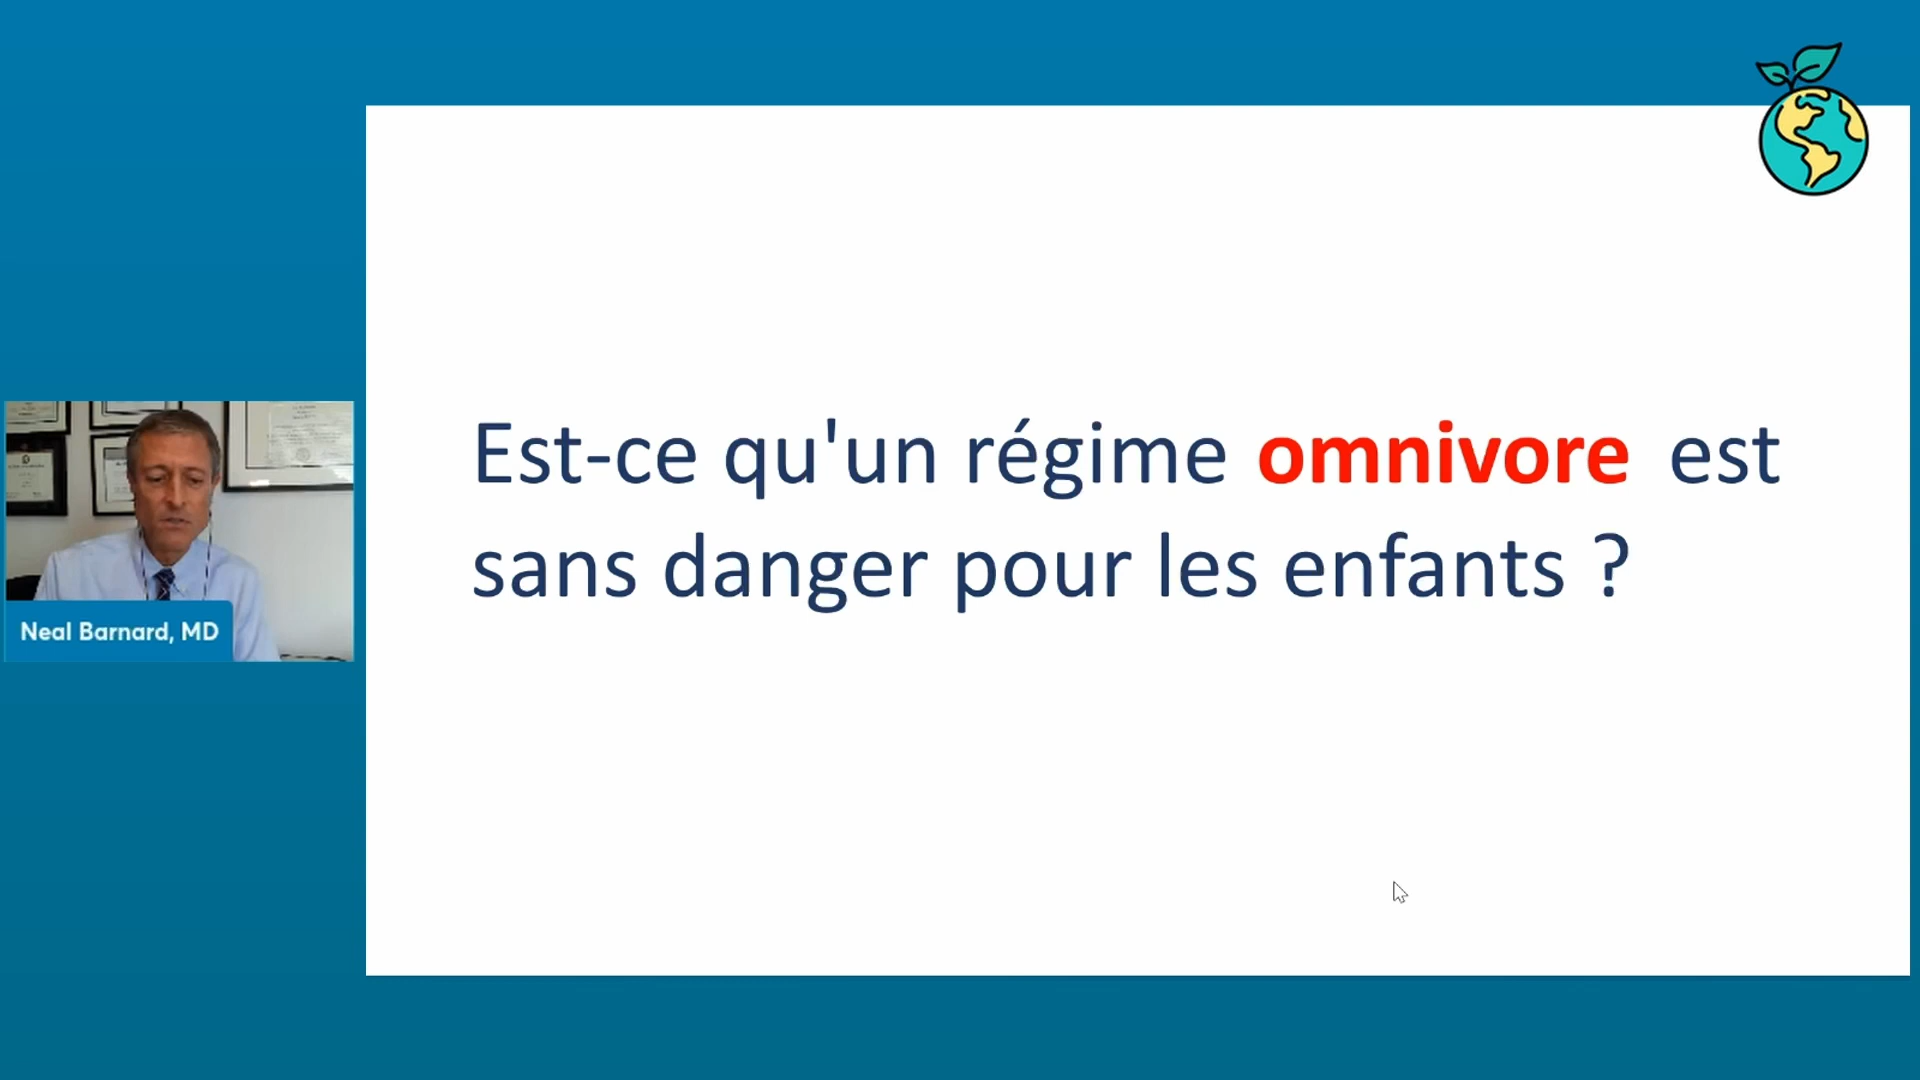 Est-ce qu'un régime omnivore est
sans danger pour les enfants ?
Neal Barnard, MD